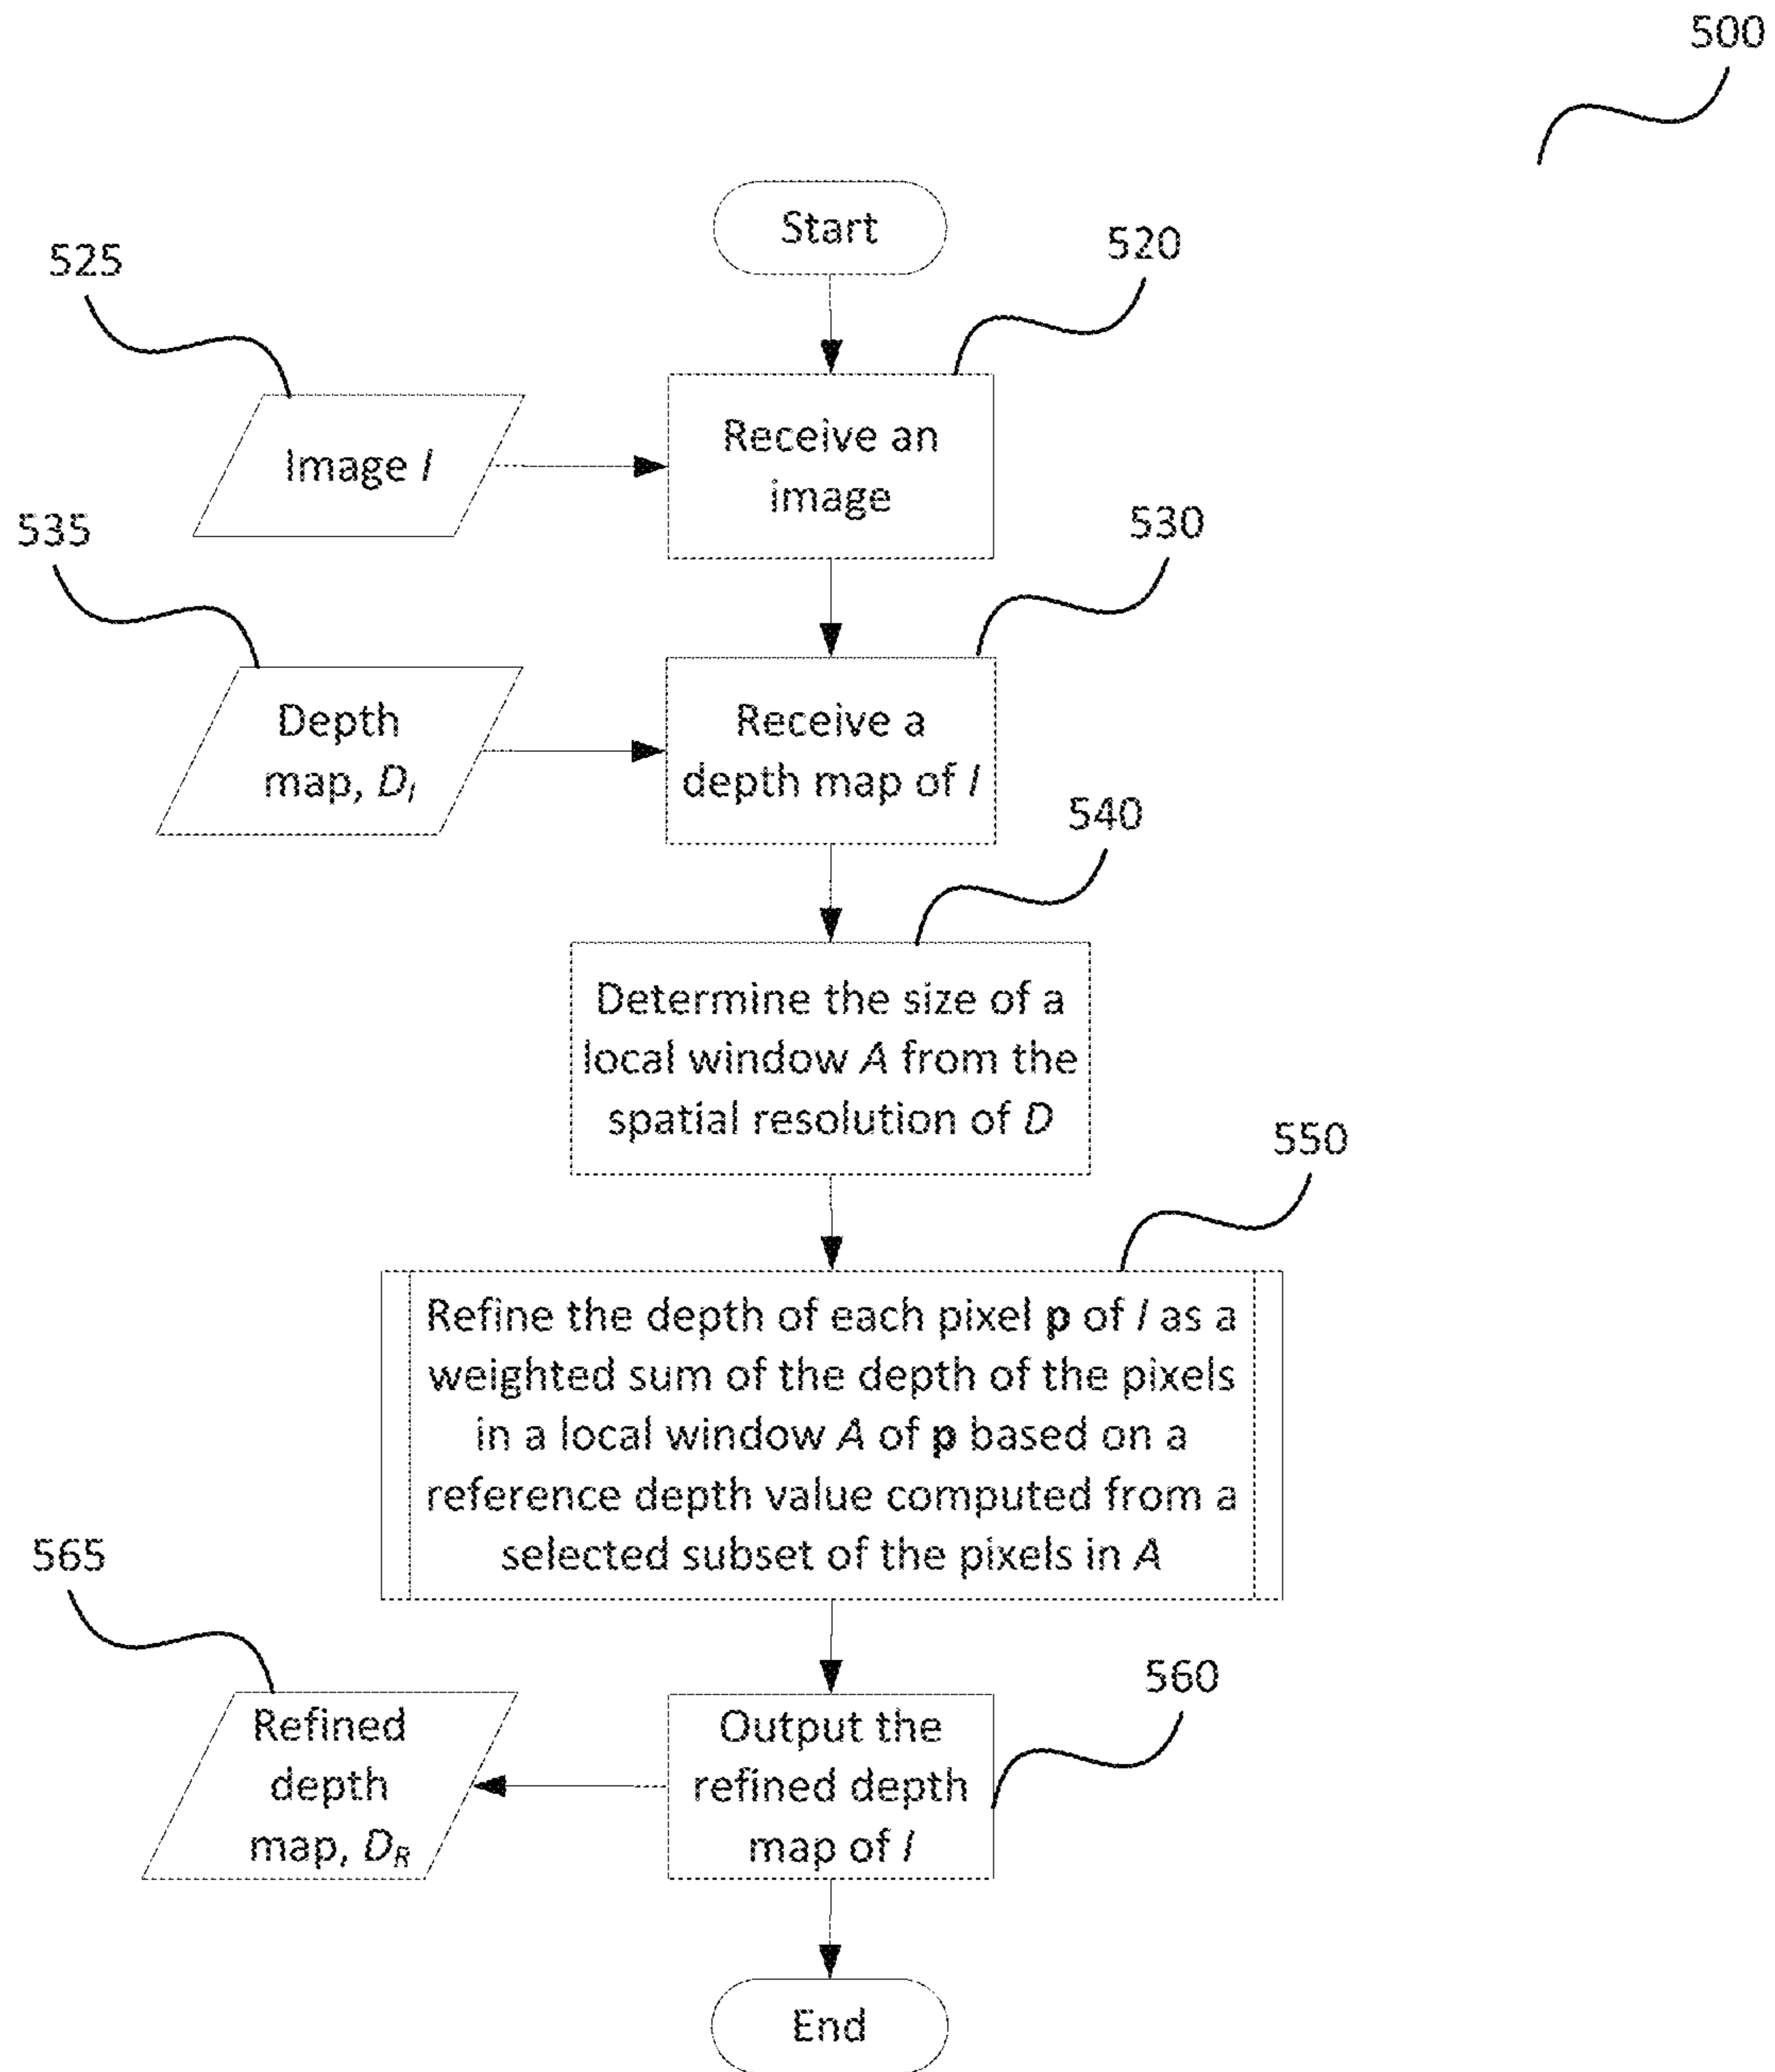 500
Start
520
525
Receive an
image
Image I
530
535
Receive a
depth map of I
Depth
map, D_I
540
Determine the size of a
local window A from the
spatial resolution of D
550
Refine the depth of each pixel p of I as a
weighted sum of the depth of the pixels
in a local window A of p based on a
reference depth value computed from a
selected subset of the pixels in A
565
560
Output the
refined depth
map of I
Refined
depth
map, D_R
End